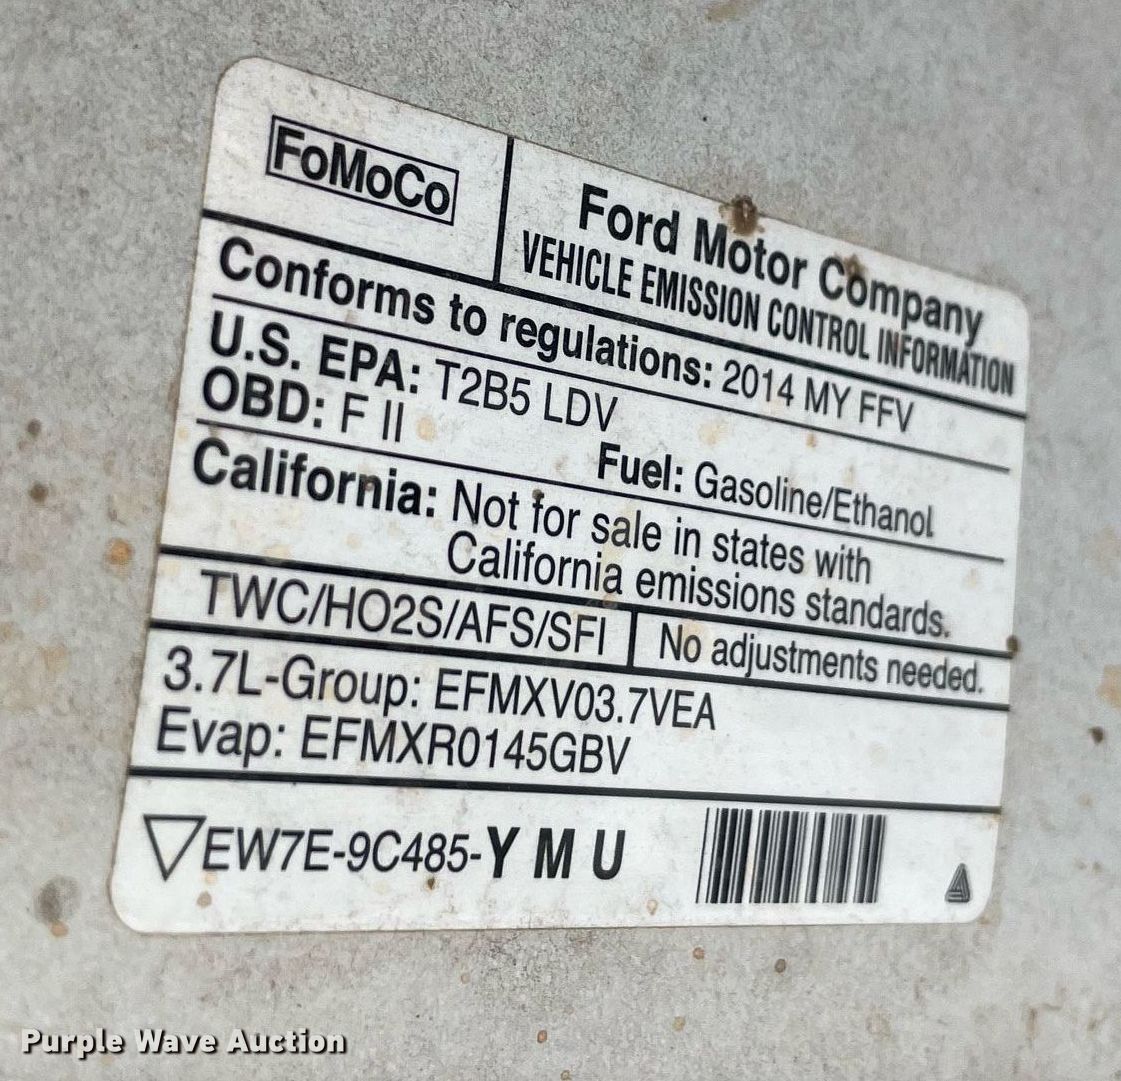 FoMoCo
Ford Motor Company
VEHICLE EMISSION CONTROL INFORMATION
Conforms to regulations: 2014 MY FFV
U.S. EPA: T2B5 LDV
OBD: F II
Fuel: Gasoline/Ethanol
California: Not for sale in states with
California emissions standards.
TWC/HO2S/AFS/SFI
No adjustments needed.
3.7L-Group: EFMXV03.7VEA
Evap: EFMXR0145GBV
EW7E-9C485-Y M U
Purple Wave Auction